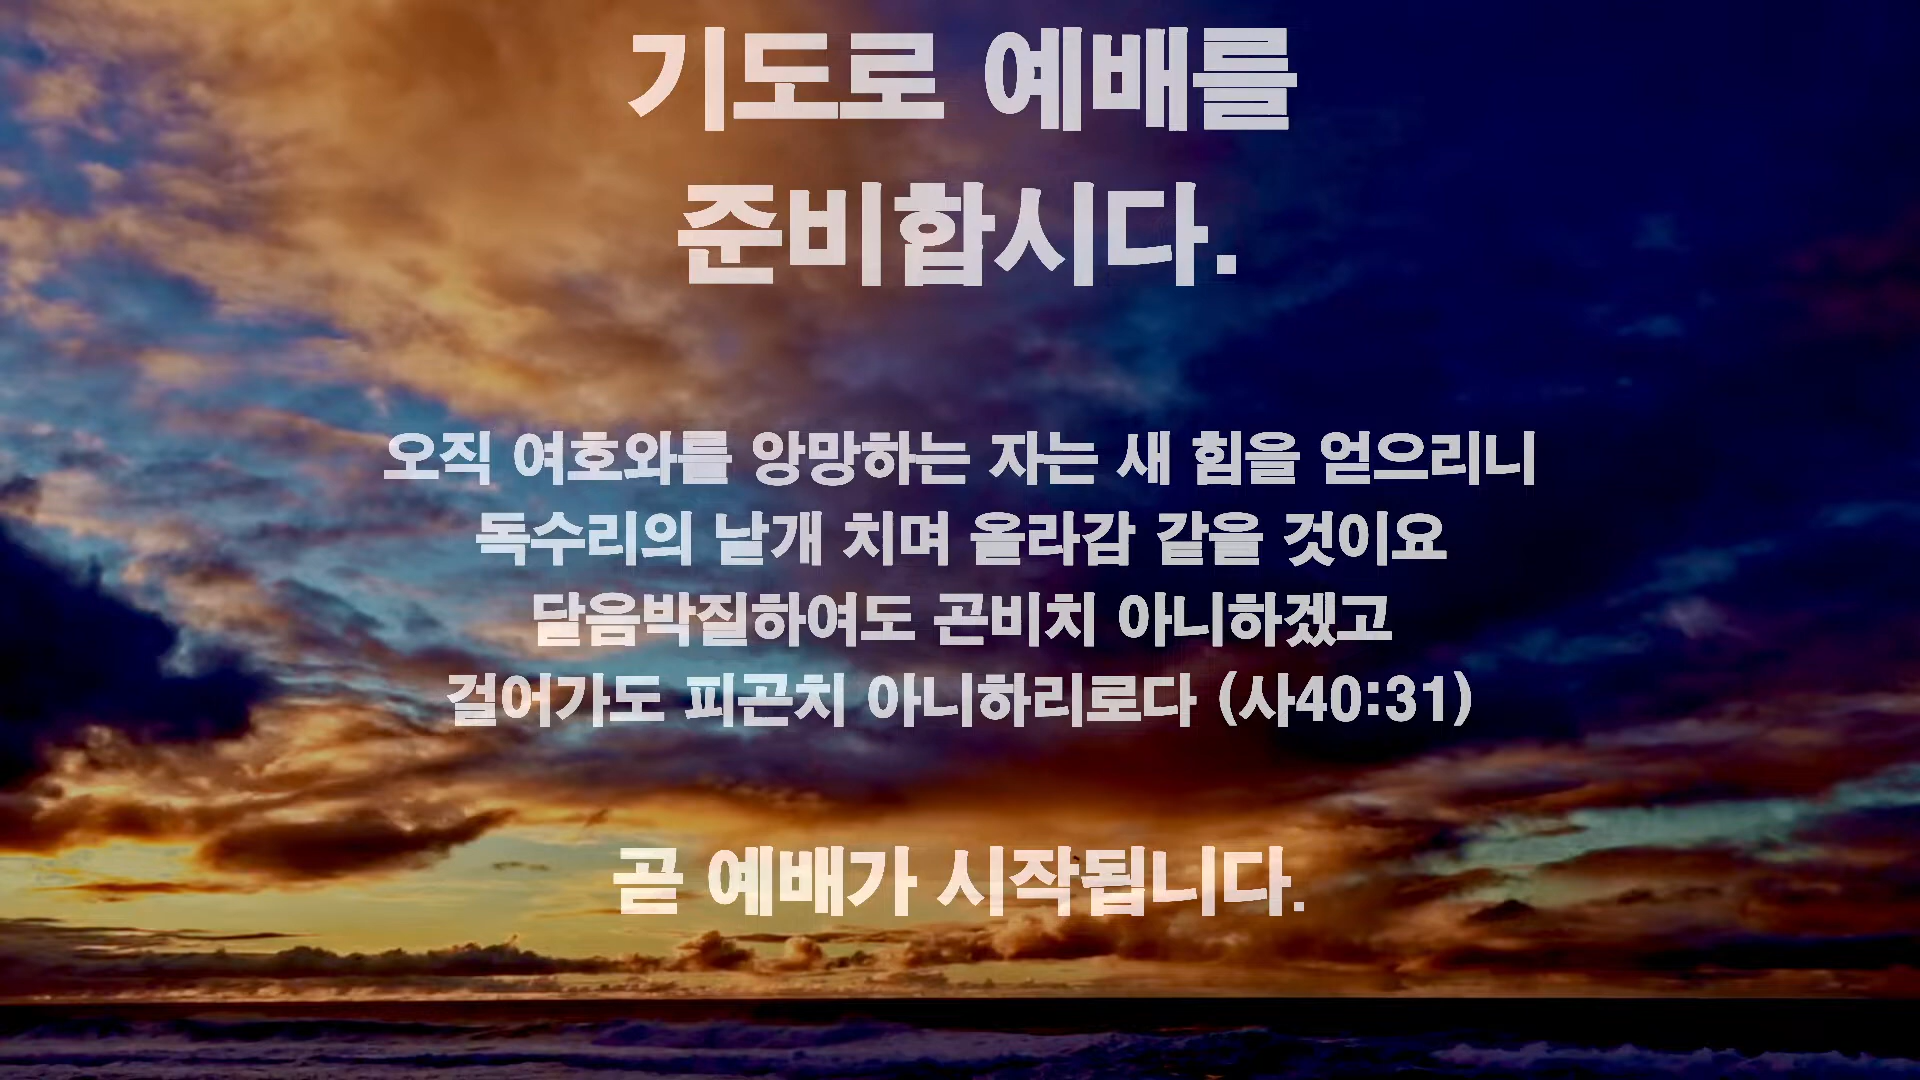 기도로 예배를
준비합시다.
오직 여호와를 앙망하는 자는 새 힘을 얻으리니
독수리의 날개 치며 올라감 같을 것이요
달음박질하여도 곤비치 아니하겠고
걸어가도 피곤치 아니하리로다 (사40:31)
곧 예배가 시작됩니다.